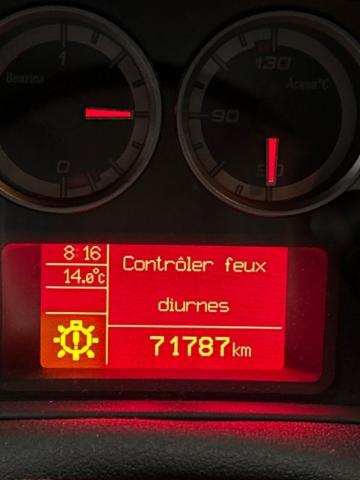 1
130
Benzina
Acqua°C
90
0
50
8:16
Contrôler feux
14.0°C
diurnes
71787km